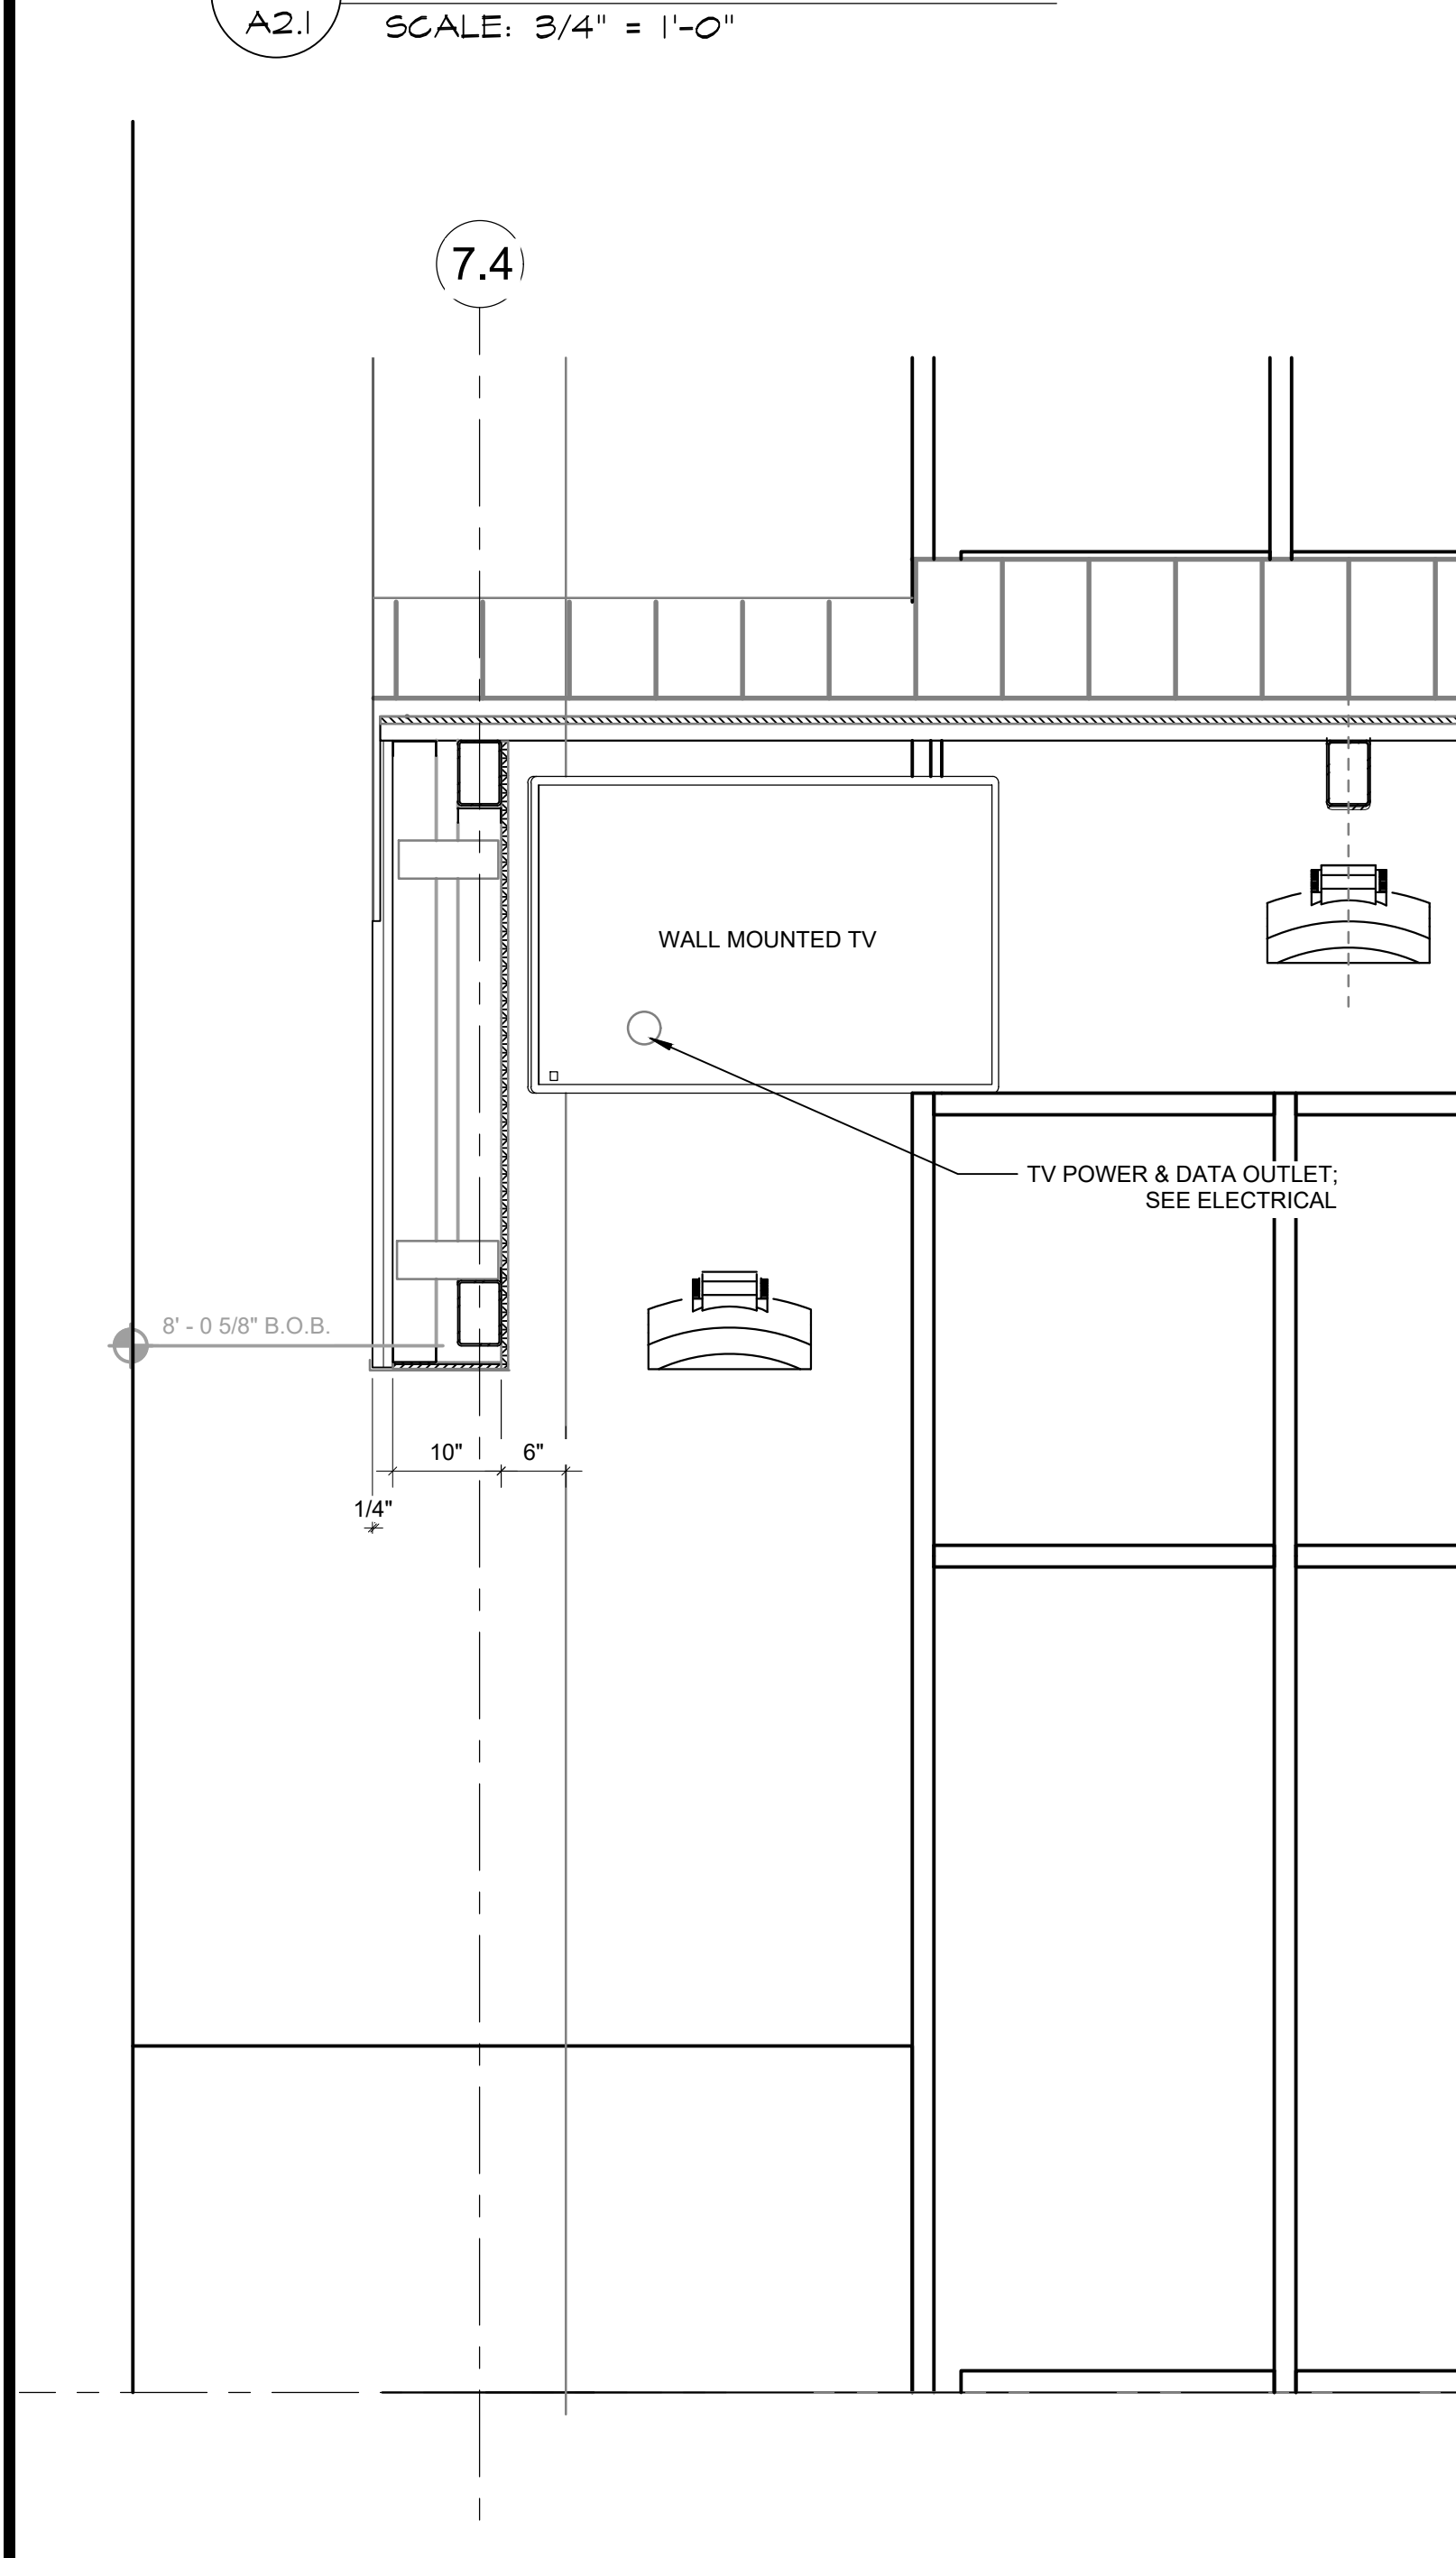 A2.1
SCALE: 3/4" = 1'-0"
7.4
WALL MOUNTED TV
TV POWER & DATA OUTLET;
SEE ELECTRICAL
8' - 0 5/8" B.O.B.
10"
6"
1/4"